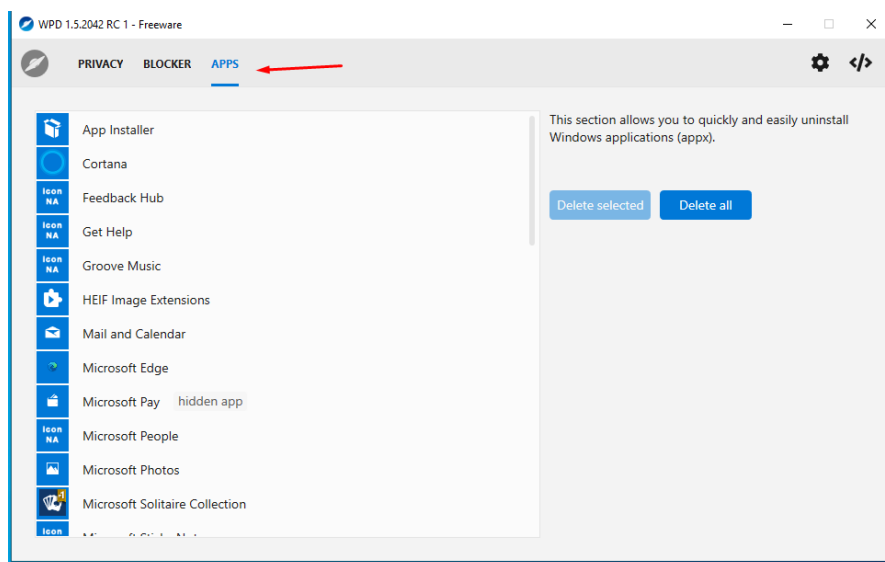 WPD 1.5.2042 RC 1 - Freeware
PRIVACY BLOCKER APPS
</>
App Installer
Cortana
Icon
NA
Feedback Hub
Icon
NA
Get Help
Icon
NA
Groove Music
HEIF Image Extensions
Mail and Calendar
Microsoft Edge
Microsoft Pay hidden app
Icon
NA
Microsoft People
Microsoft Photos
Microsoft Solitaire Collection
Icon
This section allows you to quickly and easily uninstall
Windows applications (appx).
Delete selected Delete all